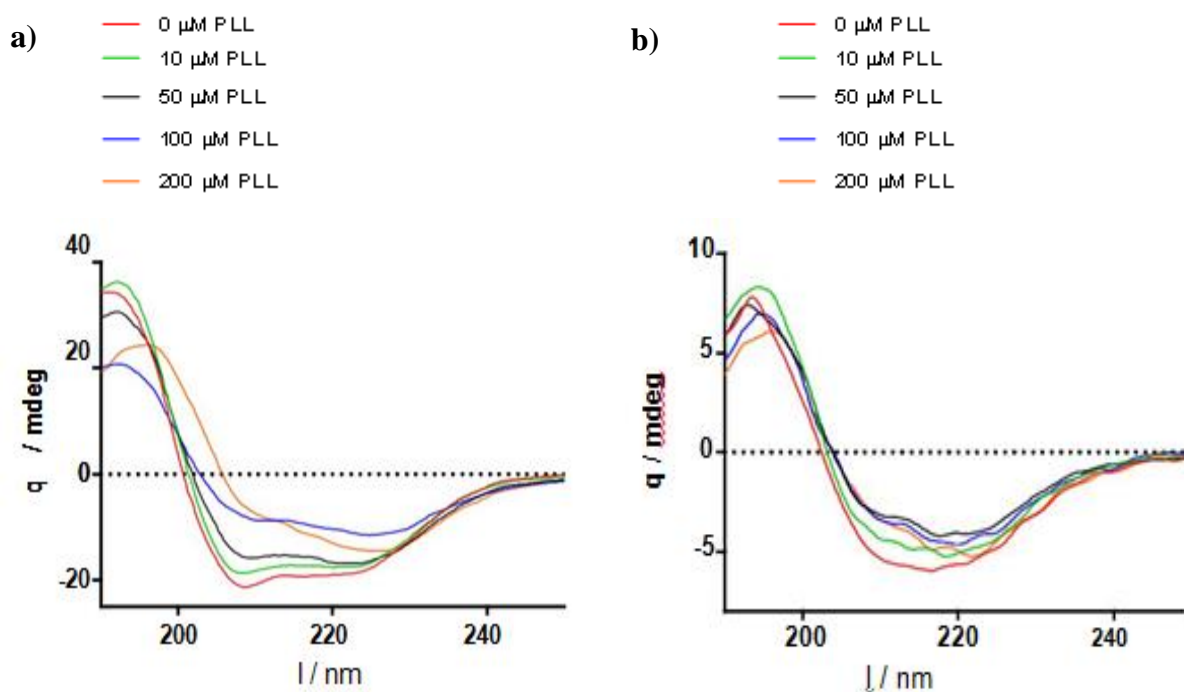 a)
0 μM PLL
10 μM PLL
50 μM PLL
100 μM PLL
200 μM PLL
40
20
0
-20
q / mdeg
200
220
240
l / nm
b)
0 μM PLL
10 μM PLL
50 μM PLL
100 μM PLL
200 μM PLL
10
5
0
-5
q / mdeg
200
220
240
l / nm